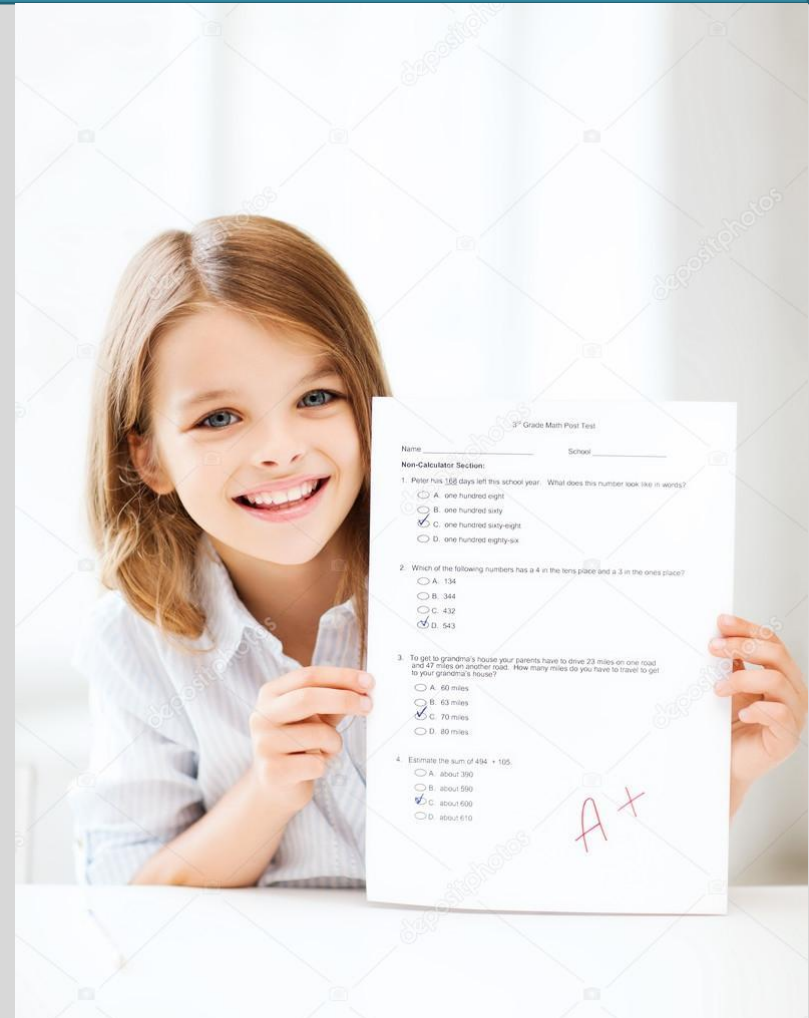 3rd Grade Math Post Test
Name School
Non-Calculator Section:
1. Peter has 168 days left this school year. What does this number look like in words?
A. one hundred eight
B. one hundred sixty
C. one hundred sixty-eight
D. one hundred eighty-six
2. Which of the following numbers has a 4 in the tens place and a 3 in the ones place?
A. 134
B. 344
C. 432
D. 543
3. To get to grandma's house your parents have to drive 23 miles on one road
and 47 miles on another road. How many miles do you have to travel to get
to your grandma's house?
A. 60 miles
B. 63 miles
C. 70 miles
D. 80 miles
4. Estimate the sum of 494 + 105.
A. about 390
B. about 590
C. about 600
D. about 610
A+
depositphotos
depositphotos
depositphotos
depositphotos
depositphotos
depositphotos